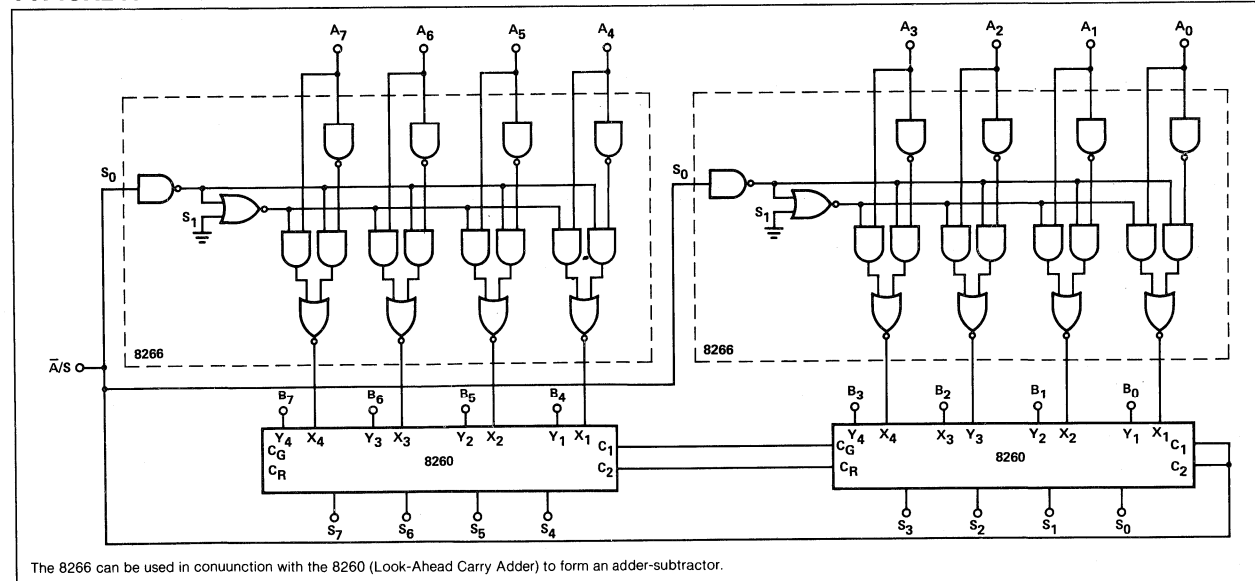 A7 A6 A5 A4 A3 A2 A1 A0
S0 S0
S1 S1
8266 8266
A̅/S
B7 B6 B5 B4 B3 B2 B1 B0
Y4 X4 Y3 X3 Y2 X2 Y1 X1 Y4 X4 X3 Y3 Y2 X2 Y1 X1
CG C1 CG C1
8260 8260
CR C2 CR C2
S7 S6 S5 S4 S3 S2 S1 S0
The 8266 can be used in conuunction with the 8260 (Look-Ahead Carry Adder) to form an adder-subtractor.